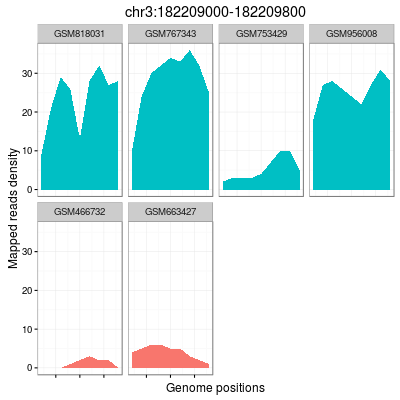 chr3:182209000-182209800
GSM818031 GSM767343 GSM753429 GSM956008
30
20
10
0
GSM466732 GSM663427
30
20
10
0
Mapped reads density
Genome positions